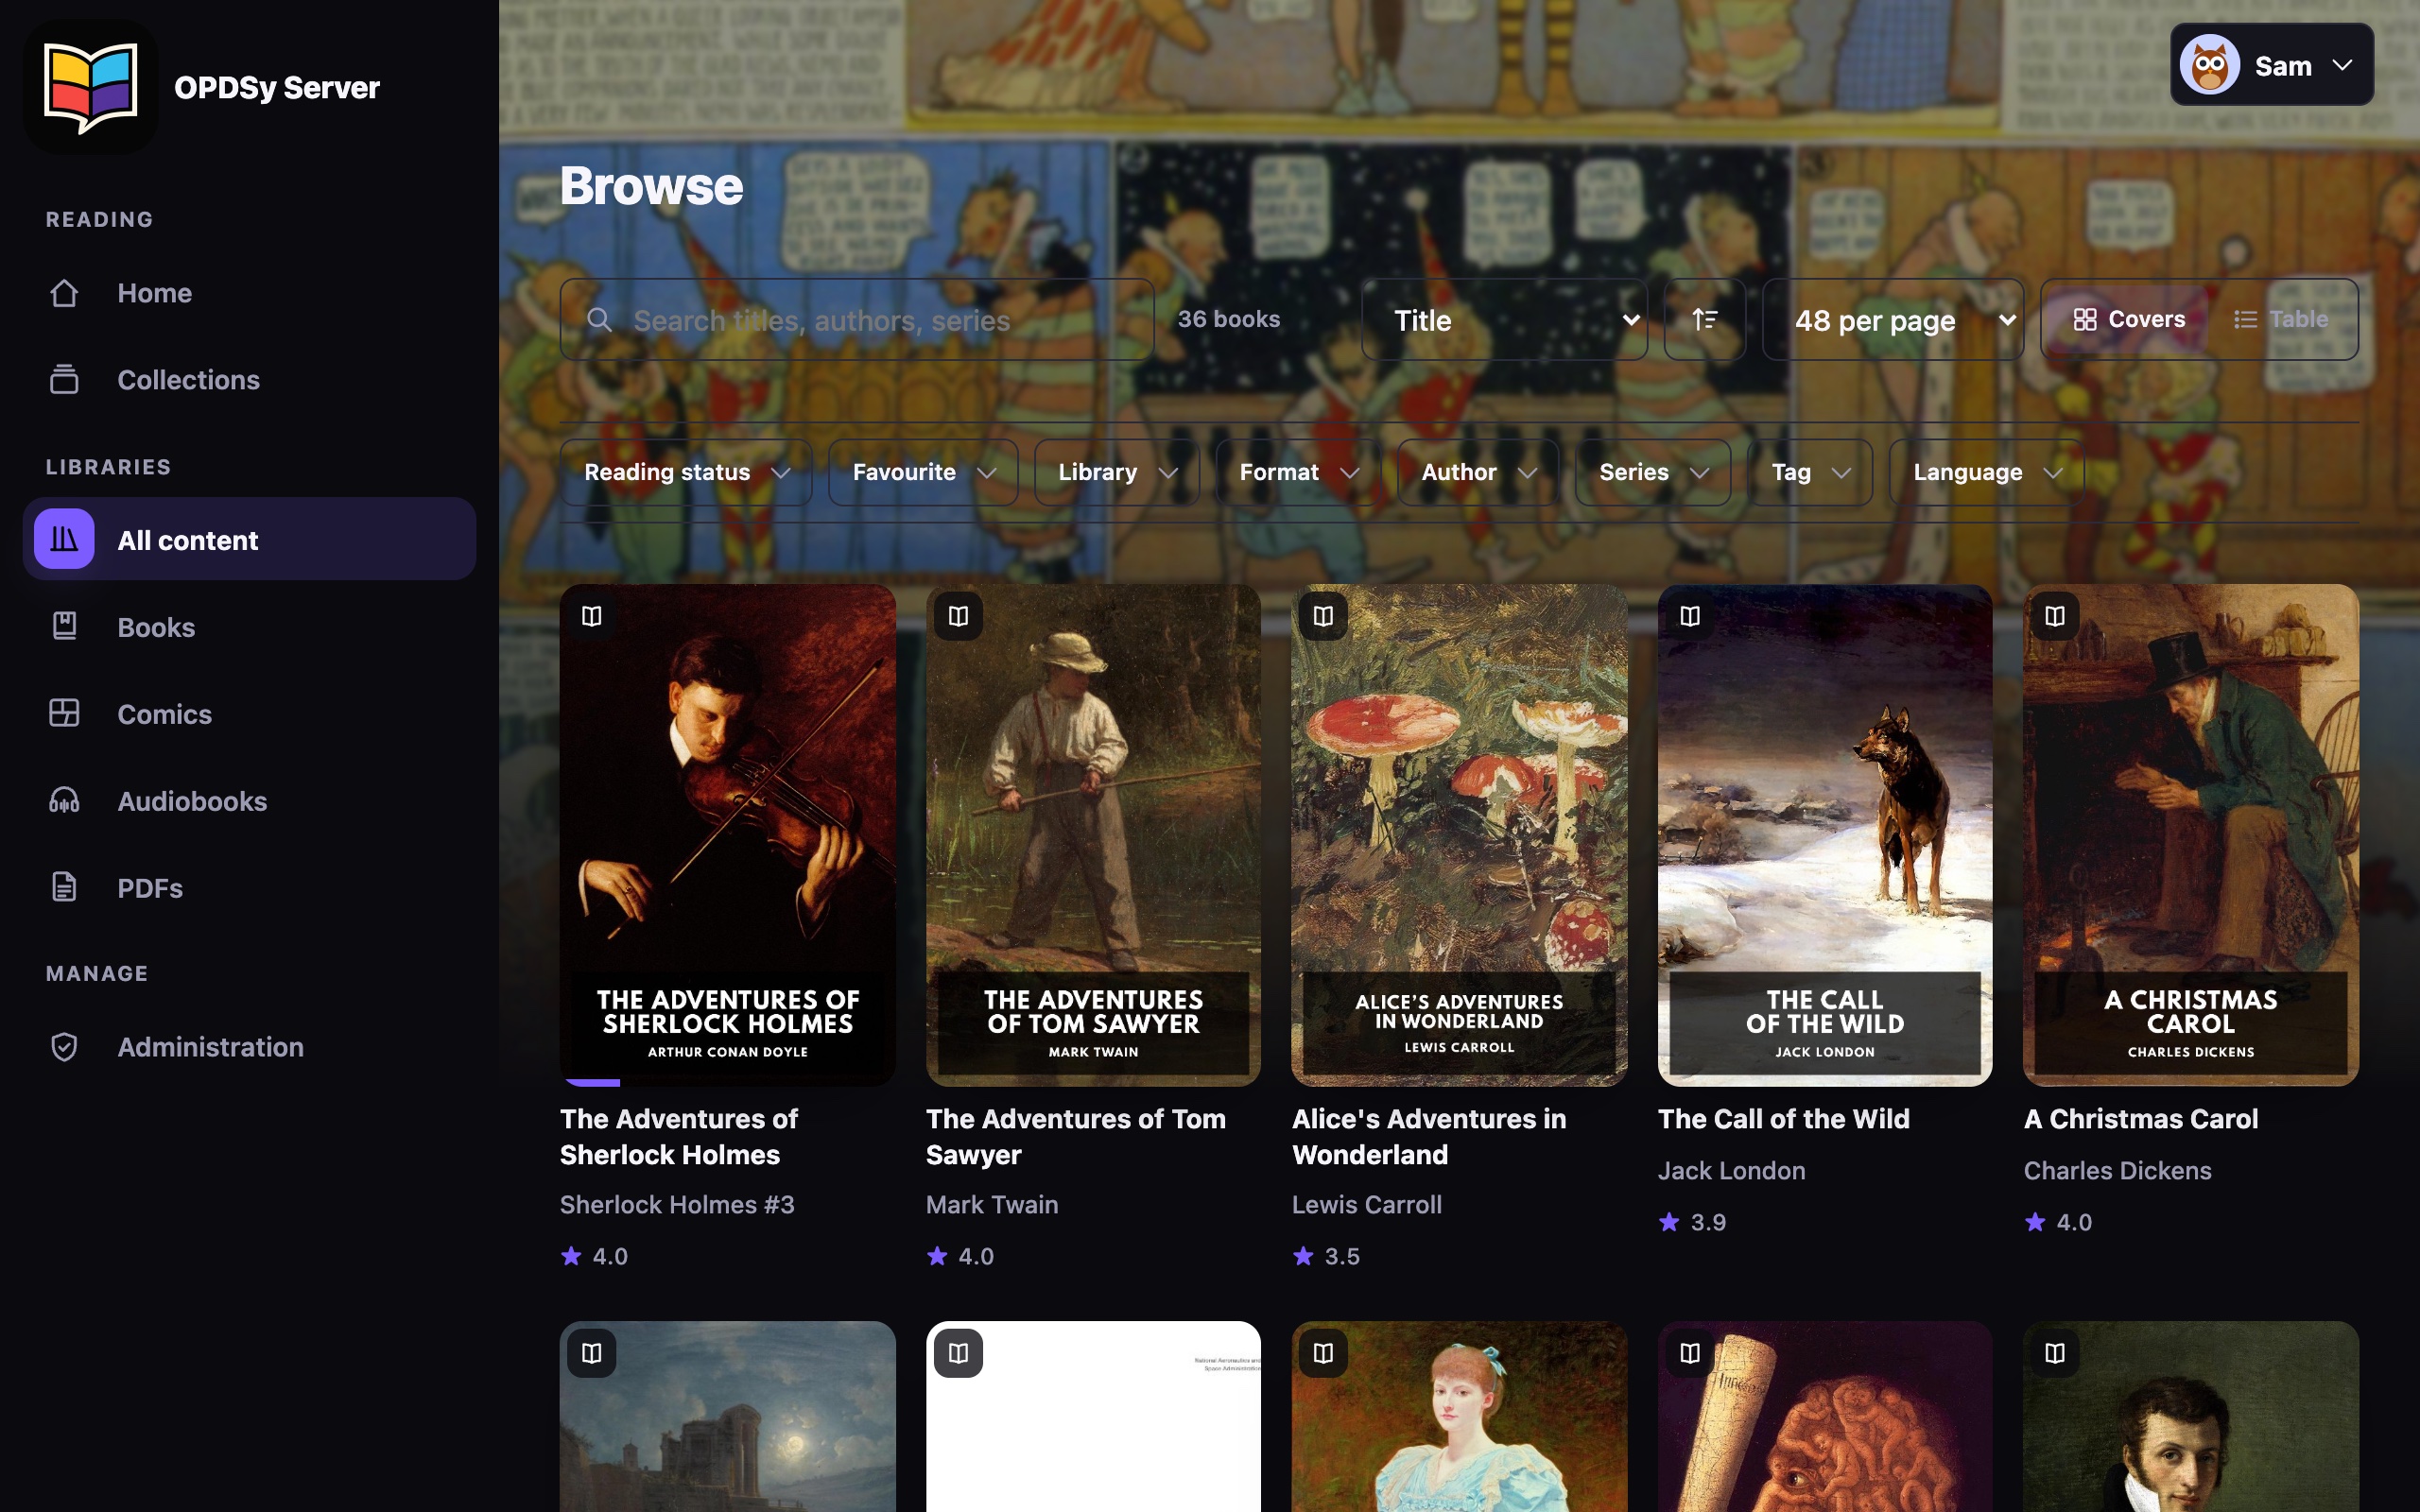 OPDSy Server
Sam
READING
Home
Collections
LIBRARIES
All content
Books
Comics
Audiobooks
PDFs
MANAGE
Administration
Browse
Search titles, authors, series
36 books
Title
48 per page
Covers
Table
Reading status
Favourite
Library
Format
Author
Series
Tag
Language
THE ADVENTURES OF
SHERLOCK HOLMES
ARTHUR CONAN DOYLE
The Adventures of
Sherlock Holmes
Sherlock Holmes #3
4.0
THE ADVENTURES
OF TOM SAWYER
MARK TWAIN
The Adventures of Tom
Sawyer
Mark Twain
4.0
ALICE'S ADVENTURES
IN WONDERLAND
LEWIS CARROLL
Alice's Adventures in
Wonderland
Lewis Carroll
3.5
THE CALL
OF THE WILD
JACK LONDON
The Call of the Wild
Jack London
3.9
A CHRISTMAS
CAROL
CHARLES DICKENS
A Christmas Carol
Charles Dickens
4.0
National Aeronautics and
Space Administration